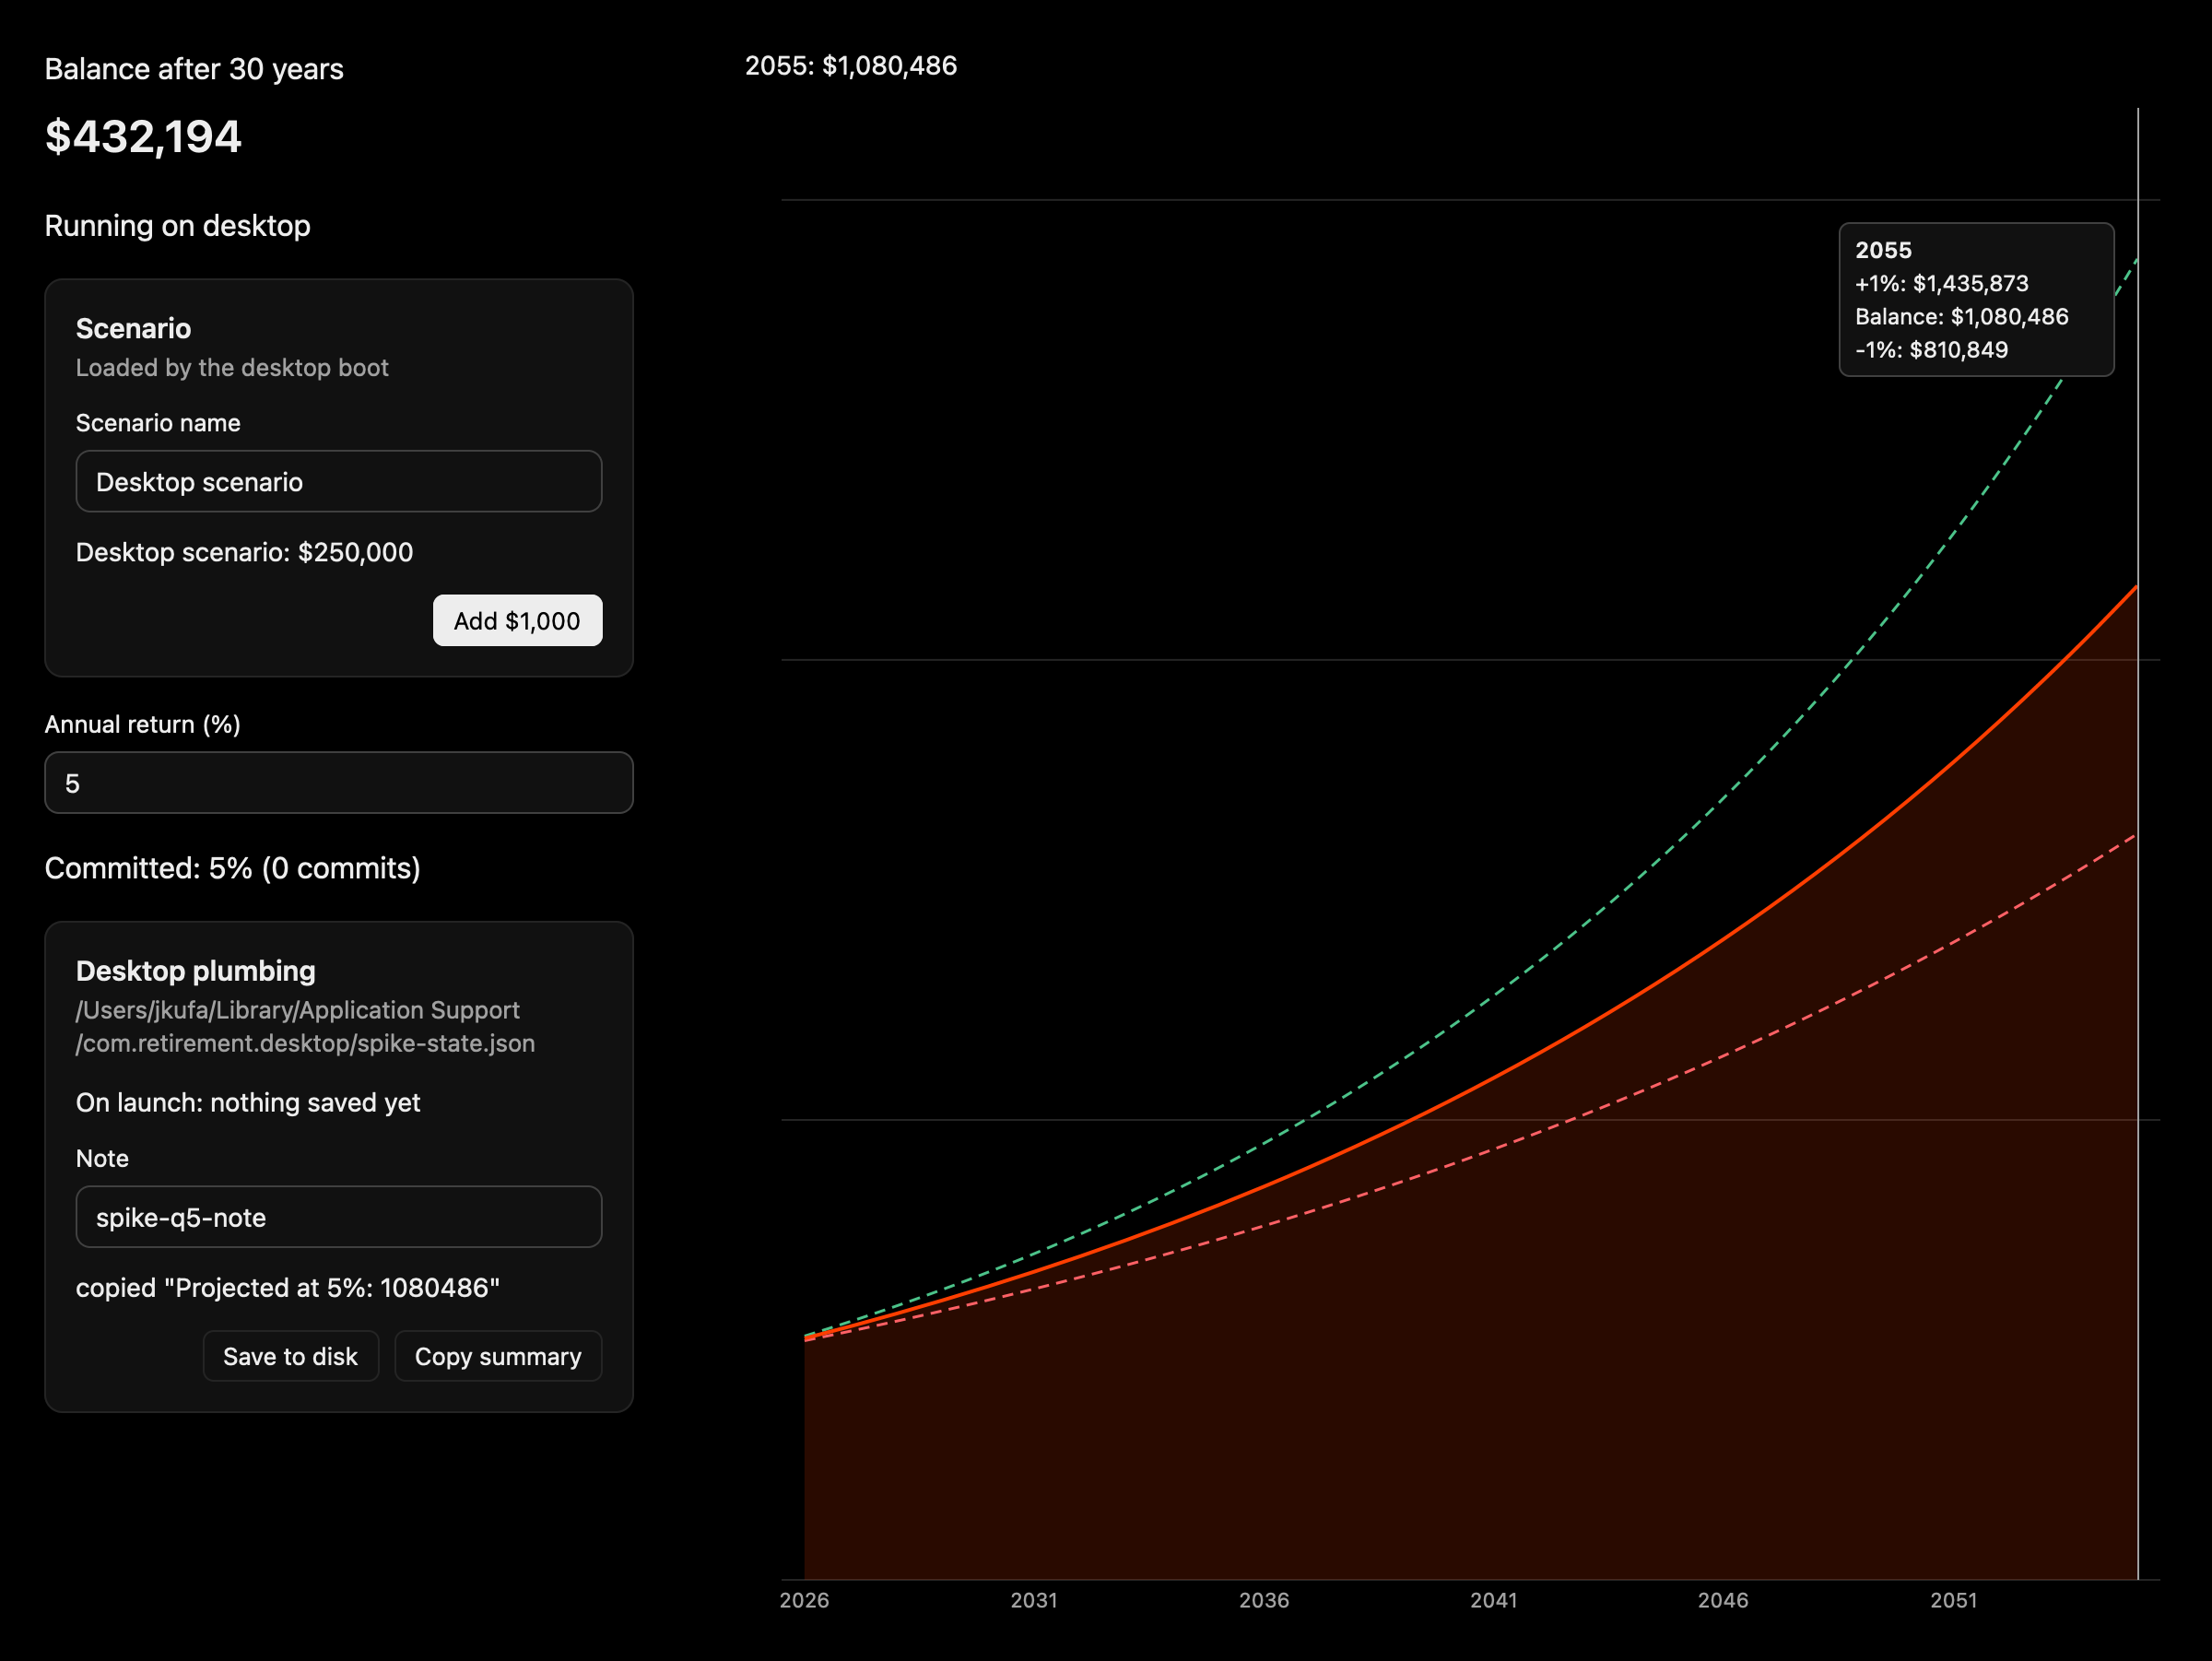 Balance after 30 years
$432,194
Running on desktop
Scenario
Loaded by the desktop boot
Scenario name
Desktop scenario
Desktop scenario: $250,000
Add $1,000
Annual return (%)
5
Committed: 5% (0 commits)
Desktop plumbing
/Users/jkufa/Library/Application Support
/com.retirement.desktop/spike-state.json
On launch: nothing saved yet
Note
spike-q5-note
copied "Projected at 5%: 1080486"
Save to disk
Copy summary
2055: $1,080,486
2055
+1%: $1,435,873
Balance: $1,080,486
-1%: $810,849
2026
2031
2036
2041
2046
2051